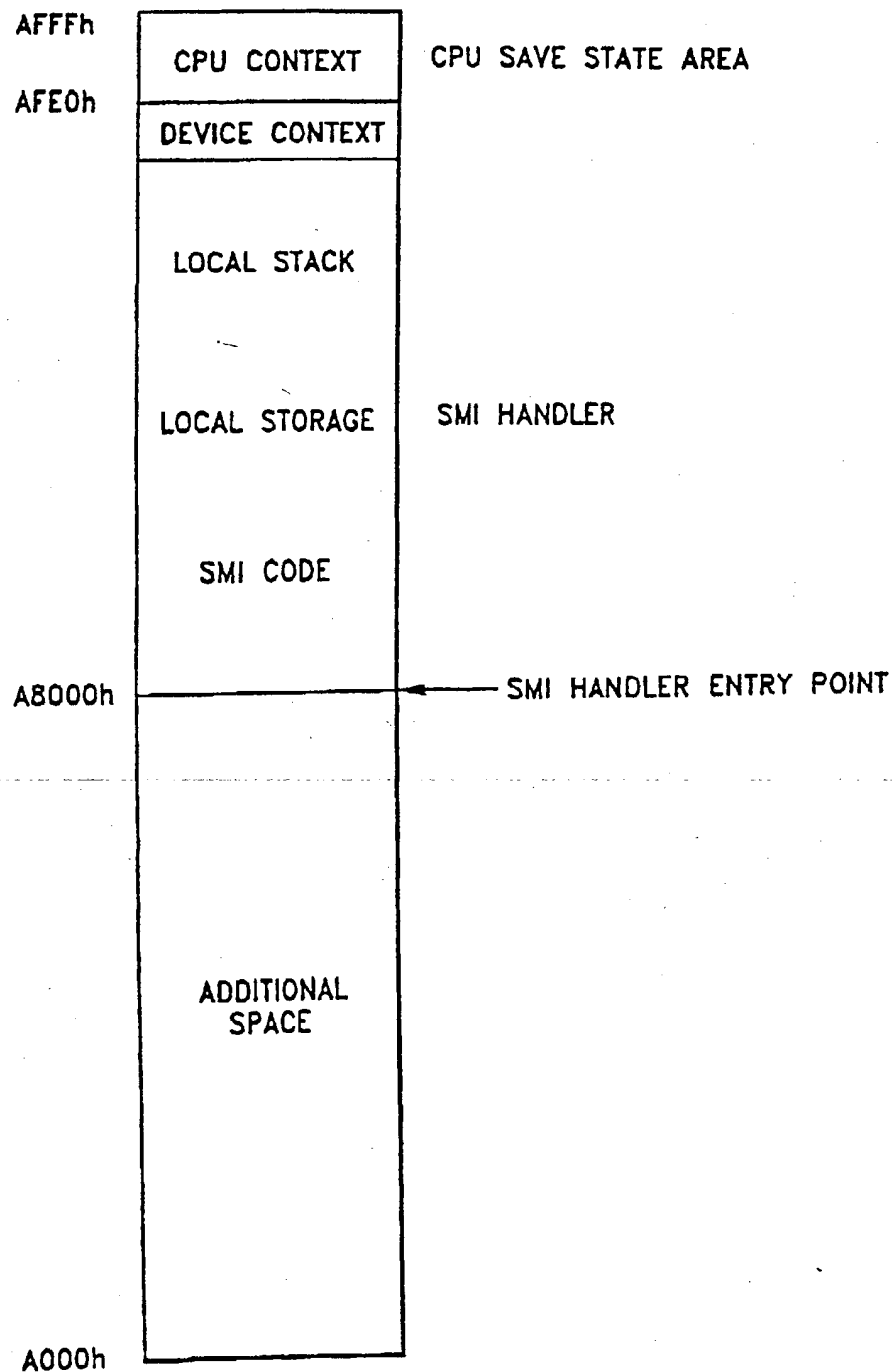 AFFFh
CPU CONTEXT
CPU SAVE STATE AREA
AFE0h
DEVICE CONTEXT
LOCAL STACK
LOCAL STORAGE
SMI HANDLER
SMI CODE
A8000h
SMI HANDLER ENTRY POINT
ADDITIONAL
SPACE
A000h